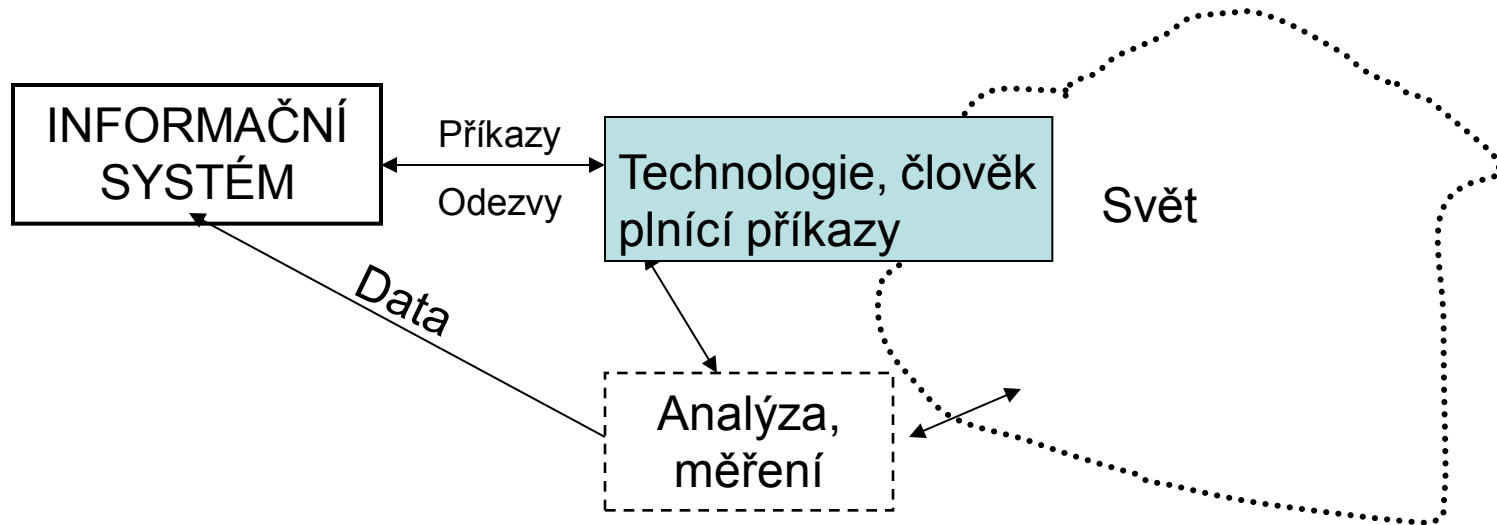 INFORMAČNÍ
SYSTÉM
Příkazy
Odezvy
Technologie, člověk
plnící příkazy
Svět
Data
Analýza,
měření